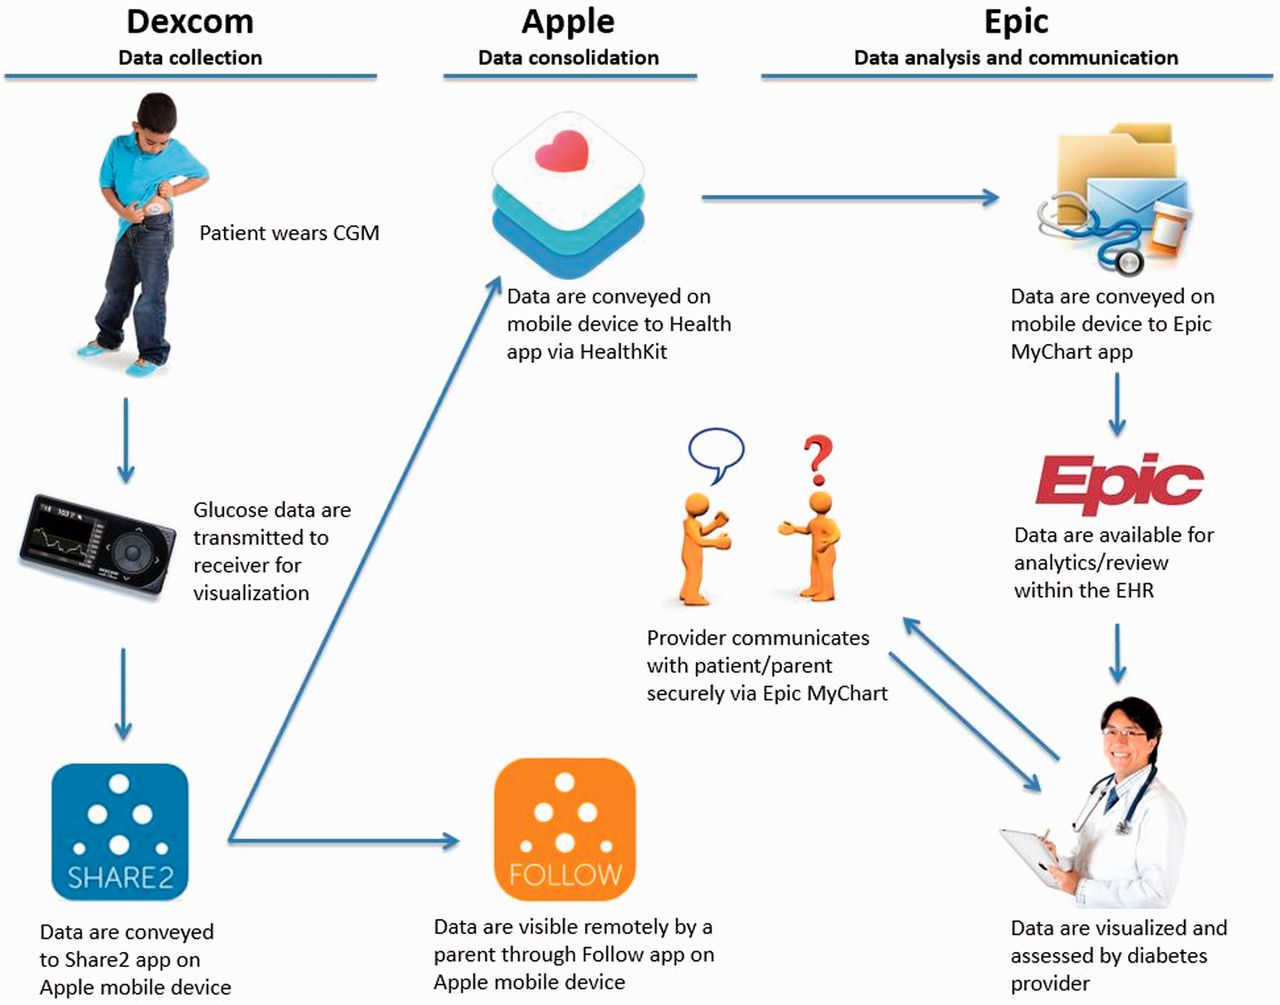 Dexcom
Data collection
Apple
Data consolidation
Epic
Data analysis and communication
Patient wears CGM
Data are conveyed on
mobile device to Health
app via HealthKit
Data are conveyed on
mobile device to Epic
MyChart app
Glucose data are
transmitted to
receiver for
visualization
?
Epic
Data are available for
analytics/review
within the EHR
Provider communicates
with patient/parent
securely via Epic MyChart
SHARE2
Data are conveyed
to Share2 app on
Apple mobile device
FOLLOW
Data are visible remotely by a
parent through Follow app on
Apple mobile device
Data are visualized and
assessed by diabetes
provider